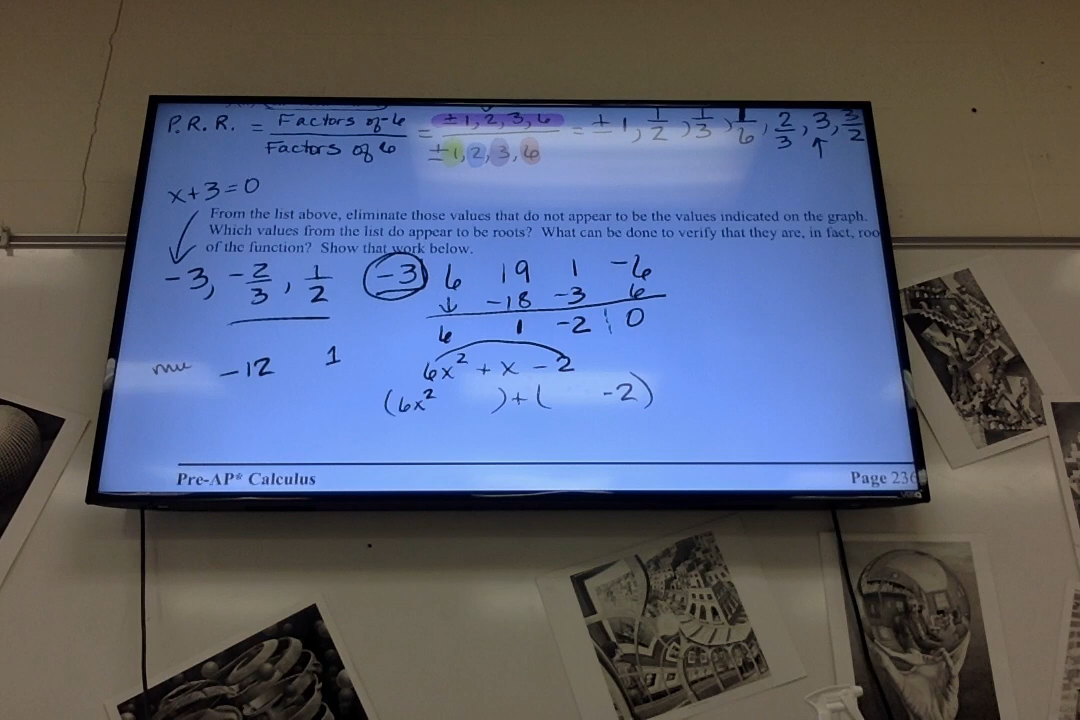 P.R.R. = Factors of -6 / Factors of 6 = ±1, 2, 3, 6 / ±1, 2, 3, 6 = ± 1, 1/2, 1/3, 1/6, 2/3, 3, 3/2
x+3=0
From the list above, eliminate those values that do not appear to be the values indicated on the graph.
Which values from the list do appear to be roots? What can be done to verify that they are, in fact, roo
of the function? Show that work below.
-3, -2/3, 1/2
-3 6 19 1 -6
↓ -18 -3 6
6 1 -2 0
-12 1
6x² + x - 2
(6x² )+( -2)
Pre-AP* Calculus Page 236